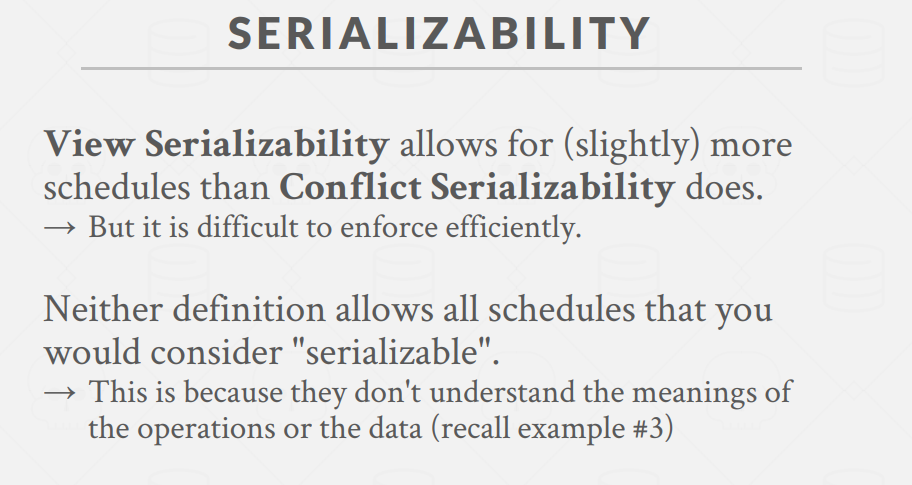 SERIALIZABILITY
View Serializability allows for (slightly) more
schedules than Conflict Serializability does.
→ But it is difficult to enforce efficiently.
Neither definition allows all schedules that you
would consider "serializable".
→ This is because they don't understand the meanings of
the operations or the data (recall example #3)